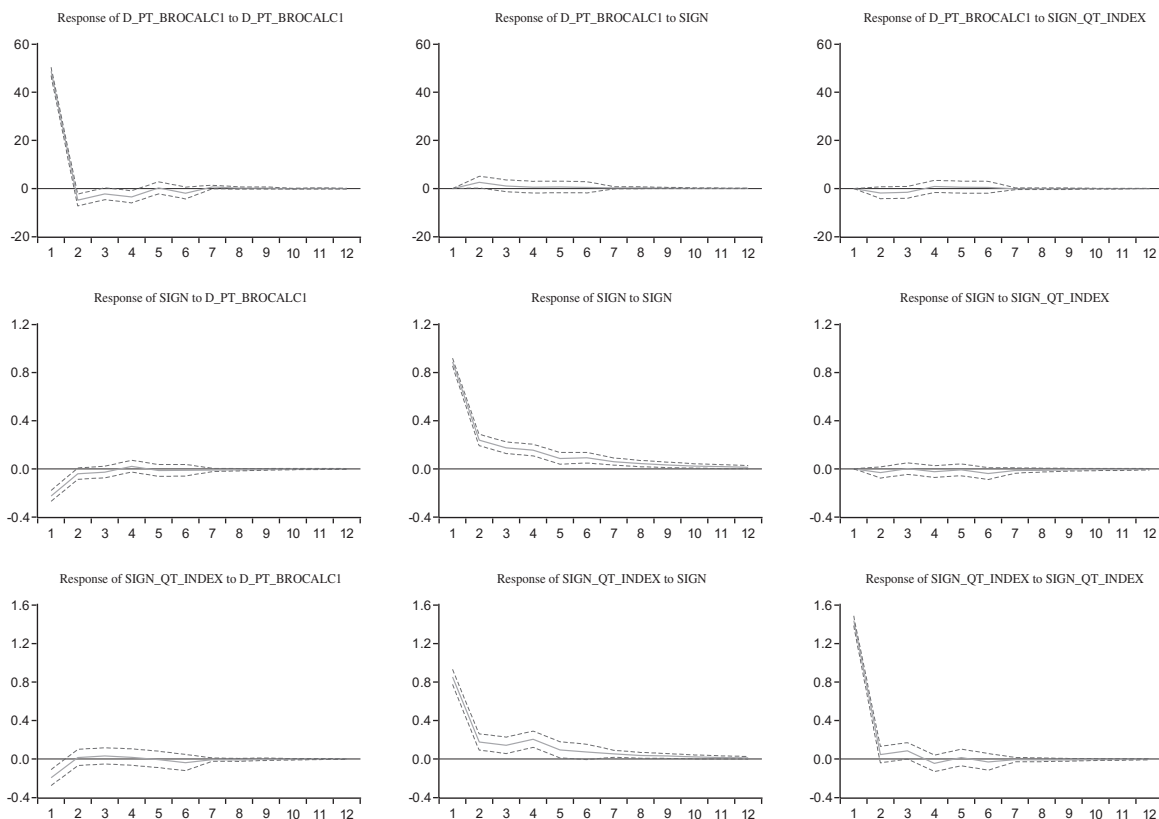 Response of D_PT_BROCALC1 to D_PT_BROCALC1
60
40
20
0
-20
1 2 3 4 5 6 7 8 9 10 11 12
Response of D_PT_BROCALC1 to SIGN
60
40
20
0
-20
1 2 3 4 5 6 7 8 9 10 11 12
Response of D_PT_BROCALC1 to SIGN_QT_INDEX
60
40
20
0
-20
1 2 3 4 5 6 7 8 9 10 11 12
Response of SIGN to D_PT_BROCALC1
1.2
0.8
0.4
0.0
-0.4
1 2 3 4 5 6 7 8 9 10 11 12
Response of SIGN to SIGN
1.2
0.8
0.4
0.0
-0.4
1 2 3 4 5 6 7 8 9 10 11 12
Response of SIGN to SIGN_QT_INDEX
1.2
0.8
0.4
0.0
-0.4
1 2 3 4 5 6 7 8 9 10 11 12
Response of SIGN_QT_INDEX to D_PT_BROCALC1
1.6
1.2
0.8
0.4
0.0
-0.4
1 2 3 4 5 6 7 8 9 10 11 12
Response of SIGN_QT_INDEX to SIGN
1.6
1.2
0.8
0.4
0.0
-0.4
1 2 3 4 5 6 7 8 9 10 11 12
Response of SIGN_QT_INDEX to SIGN_QT_INDEX
1.6
1.2
0.8
0.4
0.0
-0.4
1 2 3 4 5 6 7 8 9 10 11 12